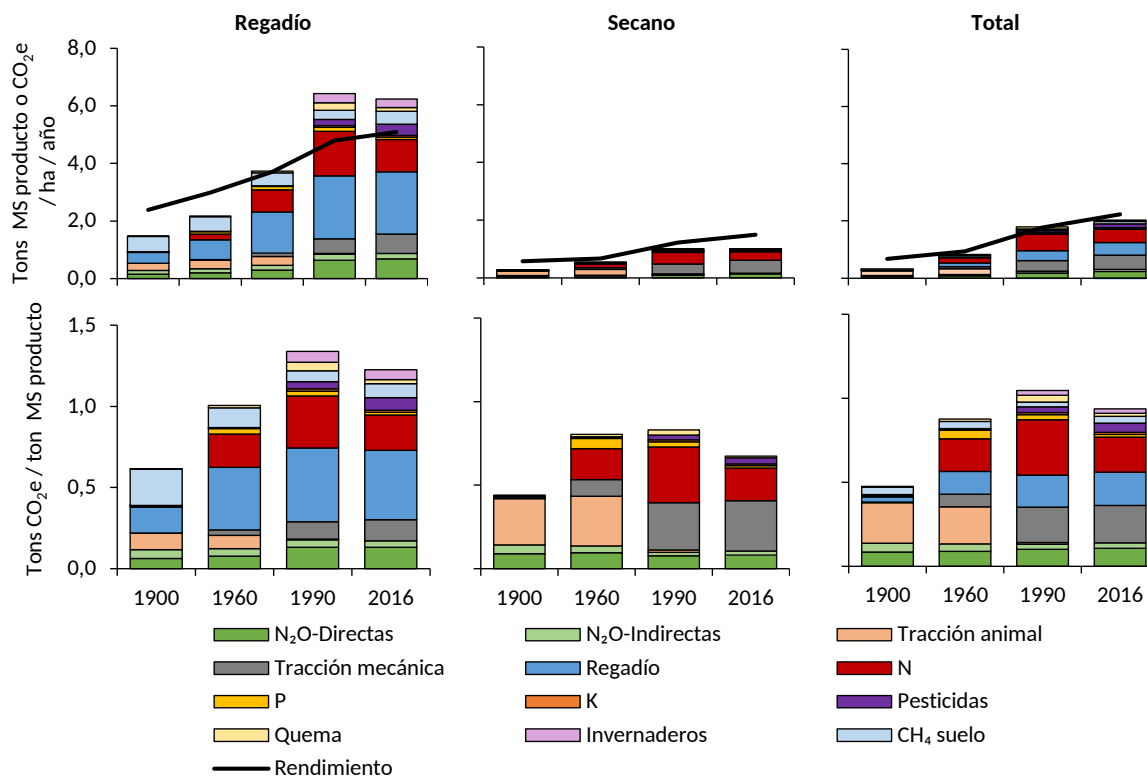 Regadío
Secano
Total
Tons MS producto o CO₂e
/ ha / año
8,0
6,0
4,0
2,0
0,0
Tons CO₂e / ton MS producto
1,5
1,0
0,5
0,0
1900 1960 1990 2016
1900 1960 1990 2016
1900 1960 1990 2016
N₂O-Directas
N₂O-Indirectas
Tracción animal
Tracción mecánica
Regadío
N
P
K
Pesticidas
Quema
Invernaderos
CH₄ suelo
Rendimiento